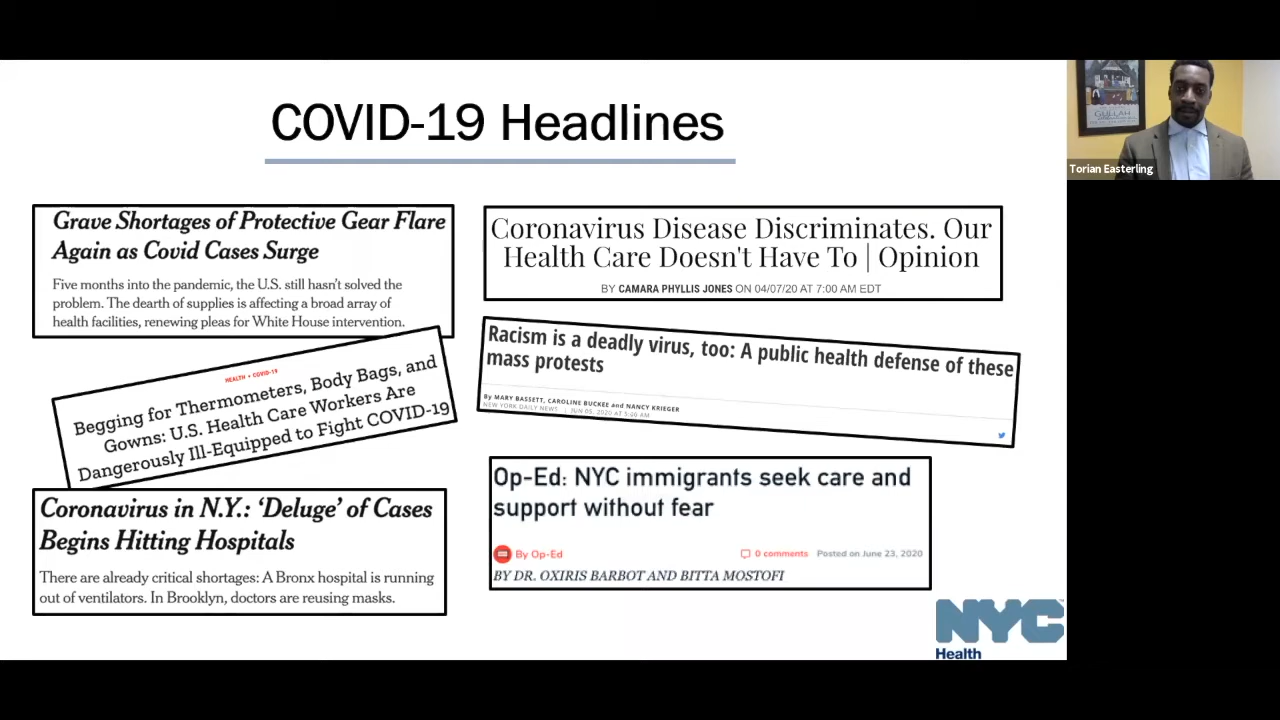 COVID-19 Headlines
Grave Shortages of Protective Gear Flare
Again as Covid Cases Surge
Five months into the pandemic, the U.S. still hasn't solved the
problem. The dearth of supplies is affecting a broad array of
health facilities, renewing pleas for White House intervention.
HEALTH • COVID-19
Begging for Thermometers, Body Bags, and
Gowns: U.S. Health Care Workers Are
Dangerously Ill-Equipped to Fight COVID-19
Coronavirus in N.Y.: ‘Deluge’ of Cases
Begins Hitting Hospitals
There are already critical shortages: A Bronx hospital is running
out of ventilators. In Brooklyn, doctors are reusing masks.
Coronavirus Disease Discriminates. Our
Health Care Doesn't Have To | Opinion
BY CAMARA PHYLLIS JONES ON 04/07/20 AT 7:00 AM EDT
Racism is a deadly virus, too: A public health defense of these
mass protests
By MARY BASSETT, CAROLINE BUCKEE and NANCY KRIEGER
NEW YORK DAILY NEWS | JUN 05, 2020 AT 5:00 AM
Op-Ed: NYC immigrants seek care and
support without fear
By Op-Ed
0 comments Posted on June 23, 2020
BY DR. OXIRIS BARBOT AND BITTA MOSTOFI
NYC
Health
GULLAH
Torian Easterling